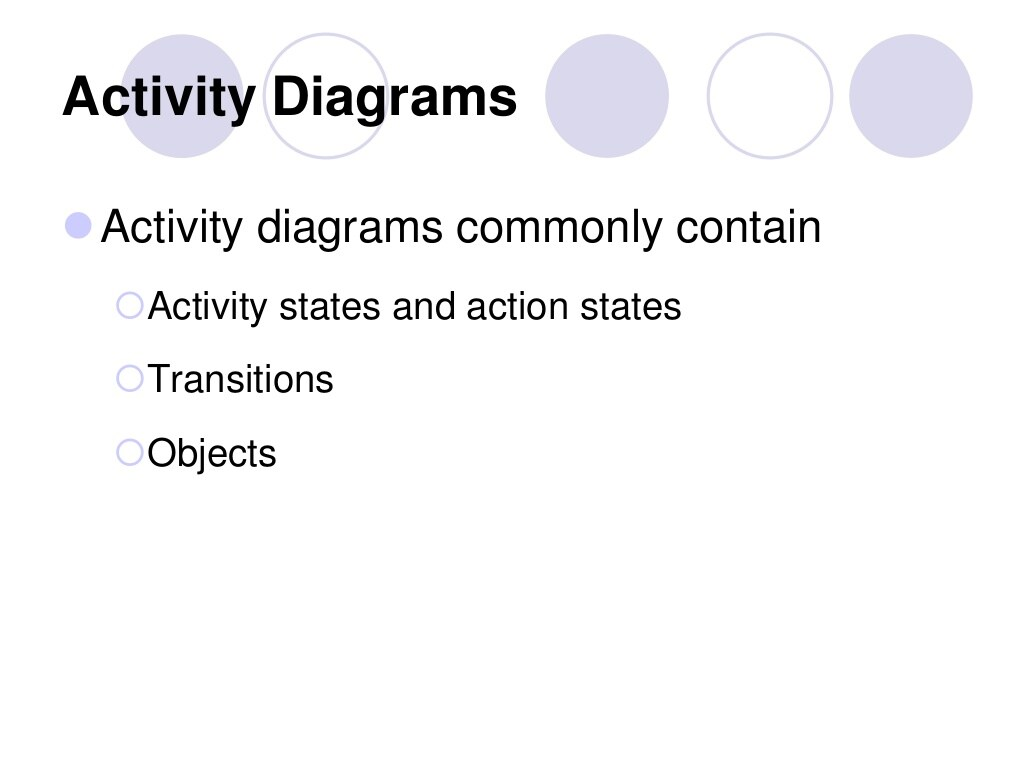 Activity Diagrams
Activity diagrams commonly contain
Activity states and action states
Transitions
Objects